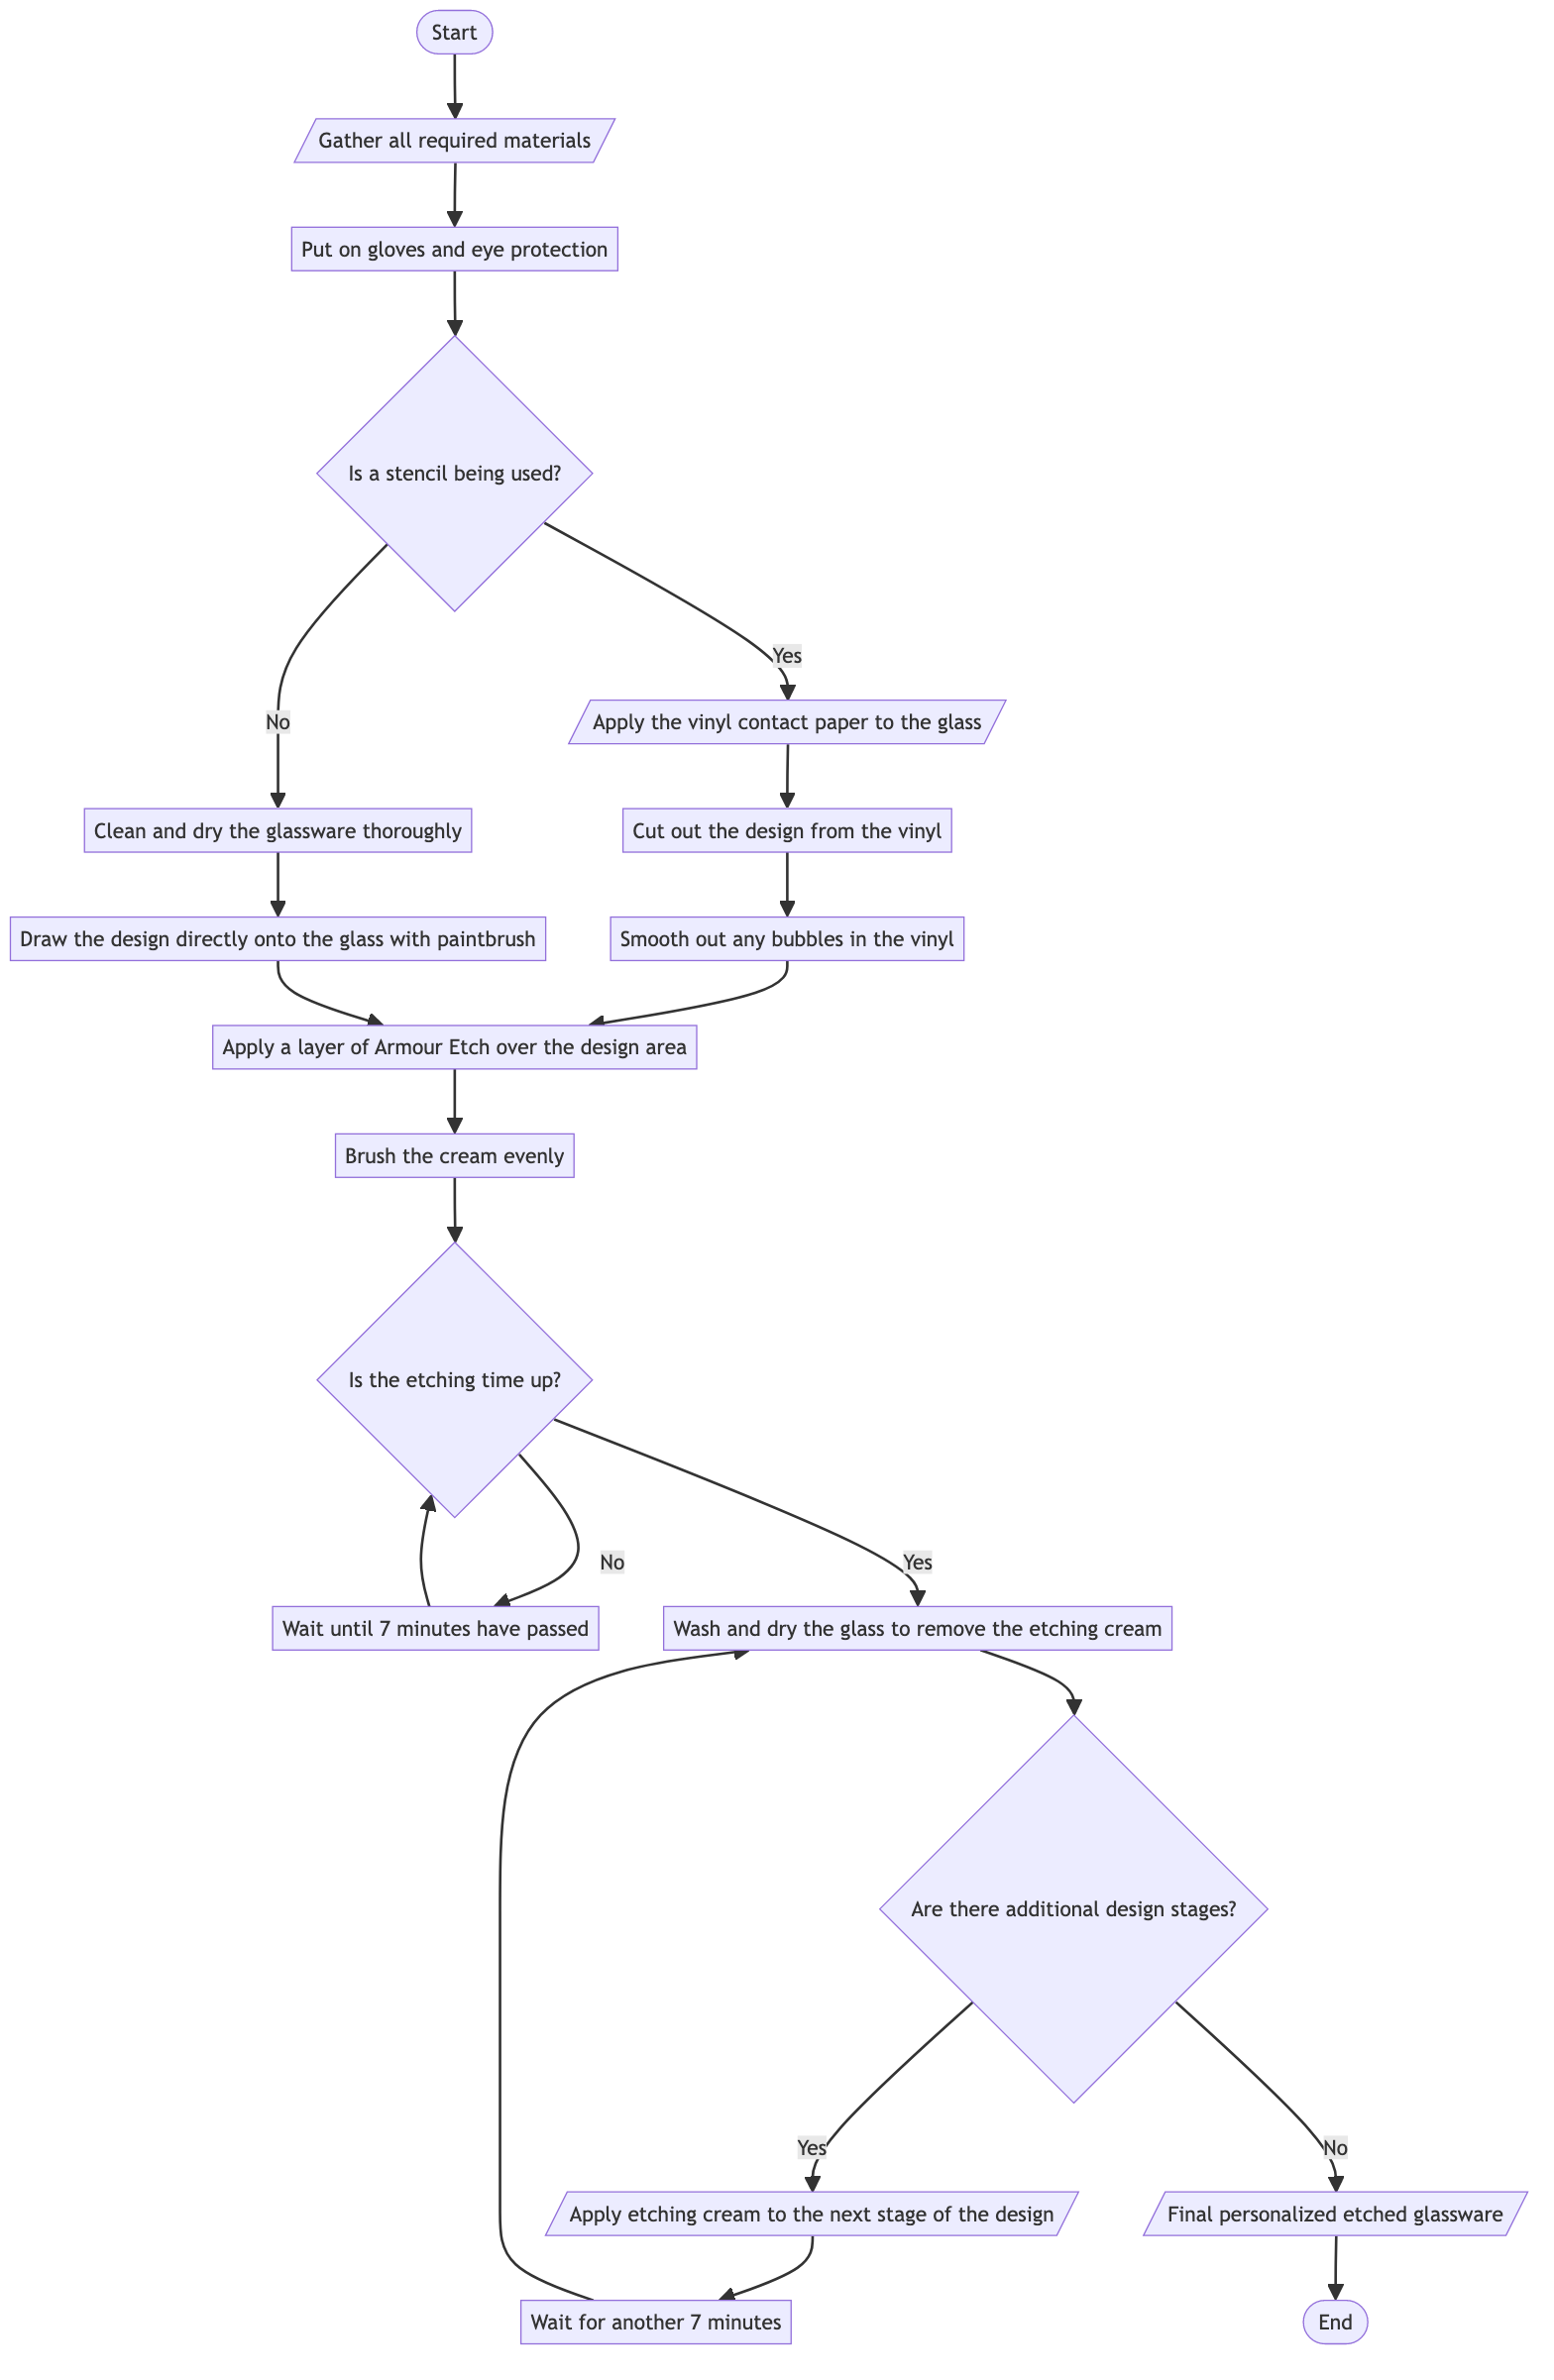 Start
Gather all required materials
Put on gloves and eye protection
Is a stencil being used?
Yes
No
Apply the vinyl contact paper to the glass
Clean and dry the glassware thoroughly
Cut out the design from the vinyl
Draw the design directly onto the glass with paintbrush
Smooth out any bubbles in the vinyl
Apply a layer of Armour Etch over the design area
Brush the cream evenly
Is the etching time up?
No
Yes
Wait until 7 minutes have passed
Wash and dry the glass to remove the etching cream
Are there additional design stages?
Yes
No
Apply etching cream to the next stage of the design
Final personalized etched glassware
Wait for another 7 minutes
End